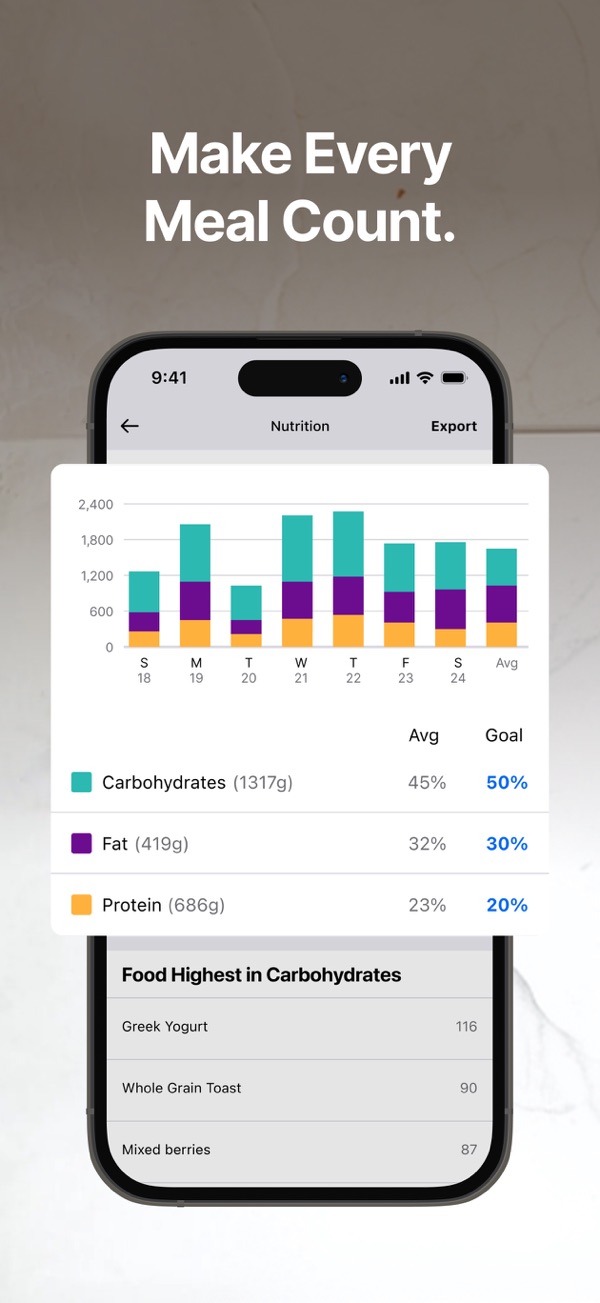 Make Every
Meal Count.
9:41
Nutrition Export
2,400
1,800
1,200
600
0
S M T W T F S Avg
18 19 20 21 22 23 24
Avg Goal
Carbohydrates (1317g) 45% 50%
Fat (419g) 32% 30%
Protein (686g) 23% 20%
Food Highest in Carbohydrates
Greek Yogurt 116
Whole Grain Toast 90
Mixed berries 87